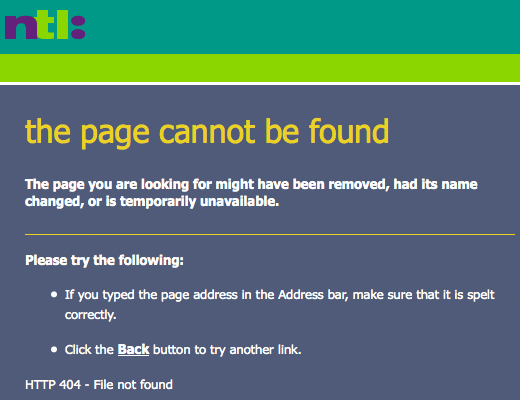 ntl:
the page cannot be found
The page you are looking for might have been removed, had its name
changed, or is temporarily unavailable.
Please try the following:
If you typed the page address in the Address bar, make sure that it is spelt
correctly.
Click the Back button to try another link.
HTTP 404 - File not found